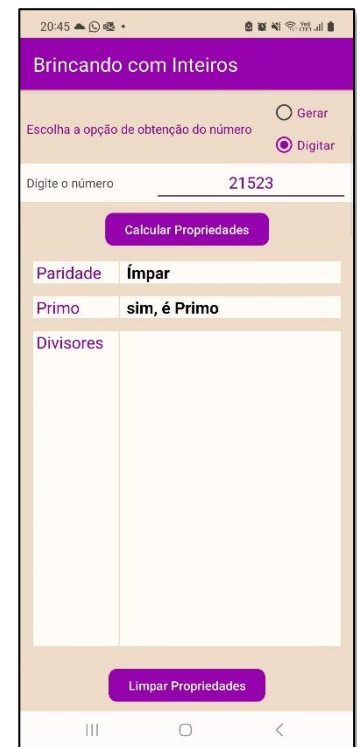 20:45
Brincando com Inteiros
Escolha a opção de obtenção do número
Gerar
Digitar
Digite o número 21523
Calcular Propriedades
Paridade Ímpar
Primo sim, é Primo
Divisores
Limpar Propriedades